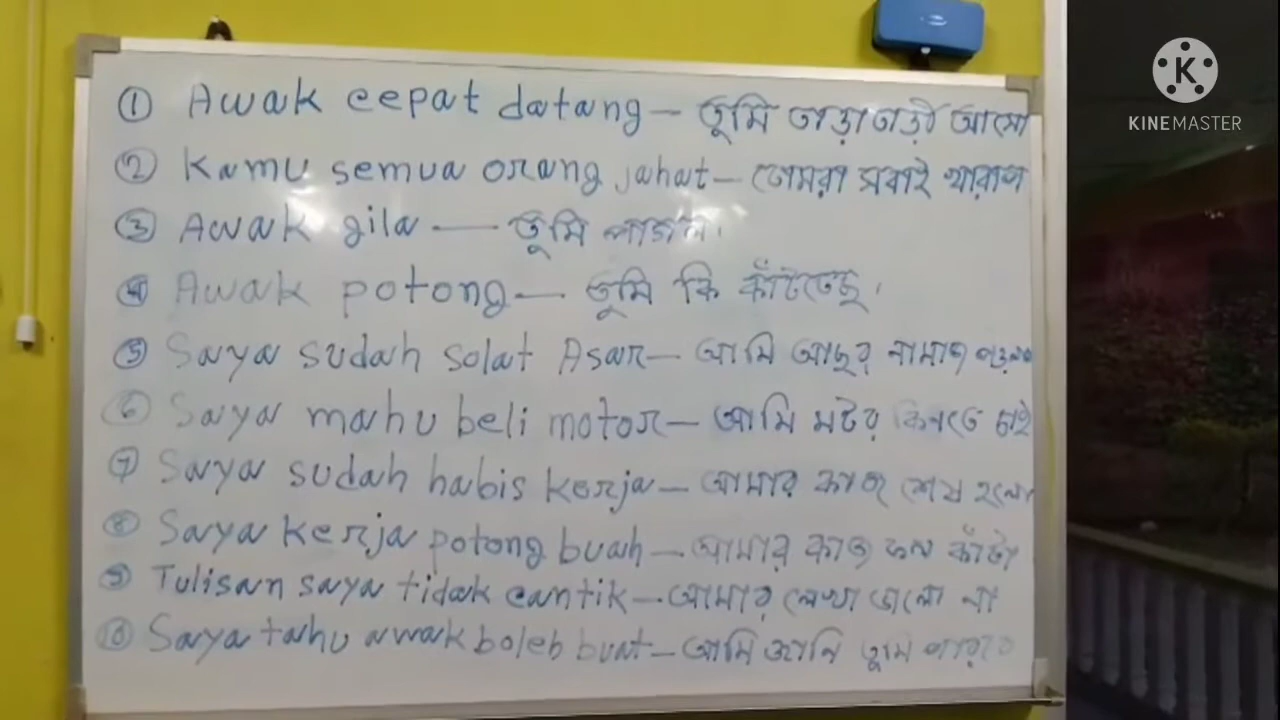 ① Awak cepat datang – তুমি তাড়াতাড়ী আসো
② Kamu semua orang jahat – তোমরা সবাই খারাপ
③ Awak gila — তুমি পাগল।
④ Awak potong — তুমি কি কাঁটতেছ।
⑤ Saya sudah solat Asar – আমি আছর নামাজ
⑥ Saya mahu beli motor – আমি মটর কিনতে চাই
⑦ Saya sudah habis kerja – আমার কাজ শেষ হলো
⑧ Saya kerja potong buah – আমার কাজ ফল কাঁটা
⑨ Tulisan saya tidak cantik – আমার লেখা ভালো না
⑩ Saya tahu awak boleh buat – আমি জানি তুমি পারবে
K
KINEMASTER